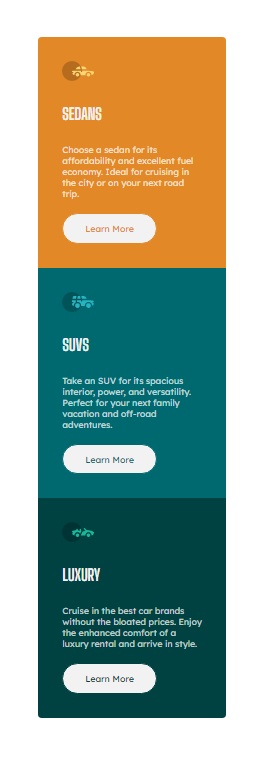 SEDANS
Choose a sedan for its
affordability and excellent fuel
economy. Ideal for cruising in
the city or on your next road
trip.
Learn More
SUVS
Take an SUV for its spacious
interior, power, and versatility.
Perfect for your next family
vacation and off-road
adventures.
Learn More
LUXURY
Cruise in the best car brands
without the bloated prices. Enjoy
the enhanced comfort of a
luxury rental and arrive in style.
Learn More